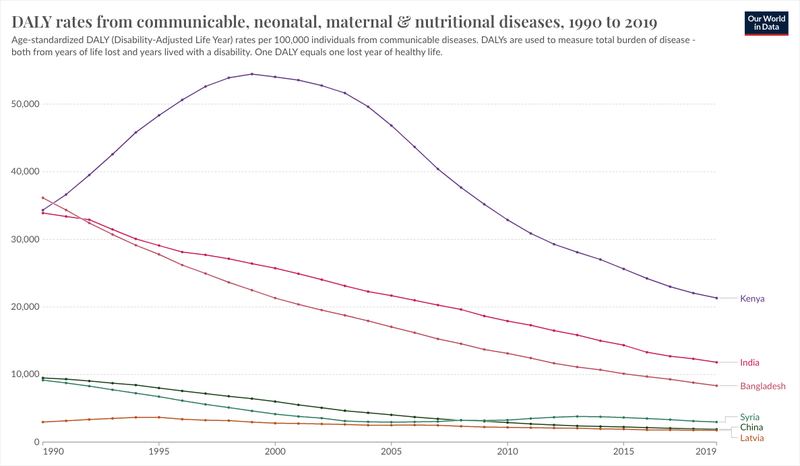 DALY rates from communicable, neonatal, maternal & nutritional diseases, 1990 to 2019
Our World
in Data
Age-standardized DALY (Disability-Adjusted Life Year) rates per 100,000 individuals from communicable diseases. DALYs are used to measure total burden of disease -
both from years of life lost and years lived with a disability. One DALY equals one lost year of healthy life.
50,000
40,000
30,000
20,000
10,000
0
Kenya
India
Bangladesh
Syria
China
Latvia
1990
1995
2000
2005
2010
2015
2019